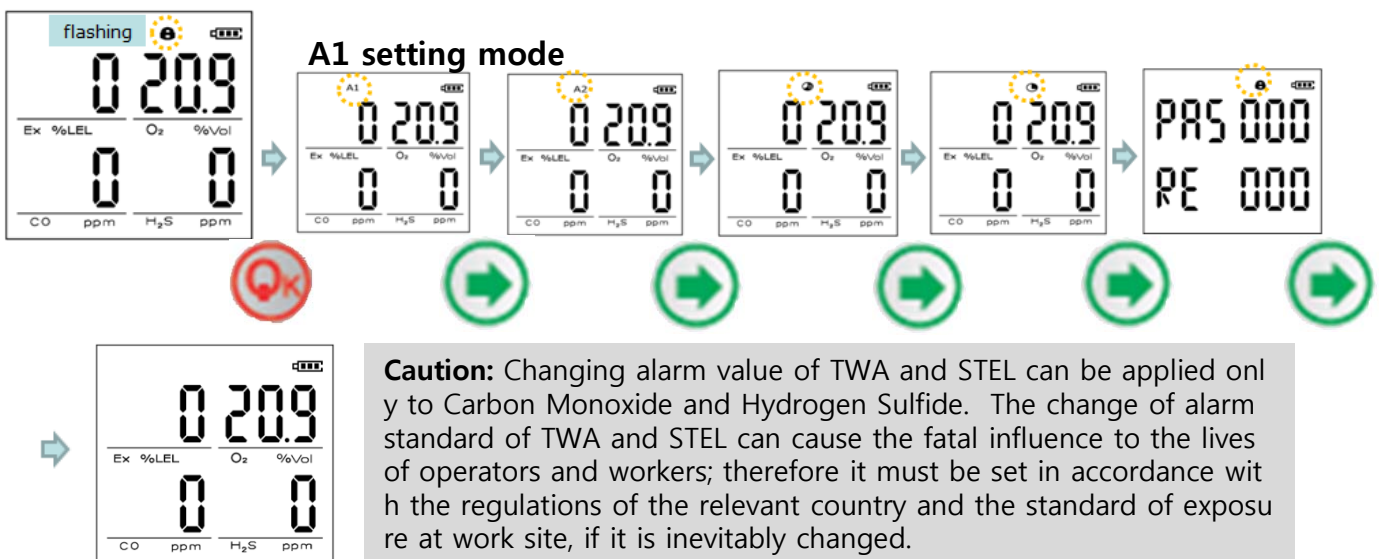 flashing
0 20.9
Ex %LEL O₂ %Vol
0 0
CO ppm H₂S ppm
A1 setting mode
A1
0 20.9
Ex %LEL O₂ %Vol
0 0
CO ppm H₂S ppm
A2
0 20.9
Ex %LEL O₂ %Vol
0 0
CO ppm H₂S ppm
0 20.9
Ex %LEL O₂ %Vol
0 0
CO ppm H₂S ppm
0 20.9
Ex %LEL O₂ %Vol
0 0
CO ppm H₂S ppm
PAS 000
RE 000
OK
0 20.9
Ex %LEL O₂ %Vol
0 0
CO ppm H₂S ppm
Caution: Changing alarm value of TWA and STEL can be applied onl
y to Carbon Monoxide and Hydrogen Sulfide. The change of alarm
standard of TWA and STEL can cause the fatal influence to the lives
of operators and workers; therefore it must be set in accordance wit
h the regulations of the relevant country and the standard of exposu
re at work site, if it is inevitably changed.